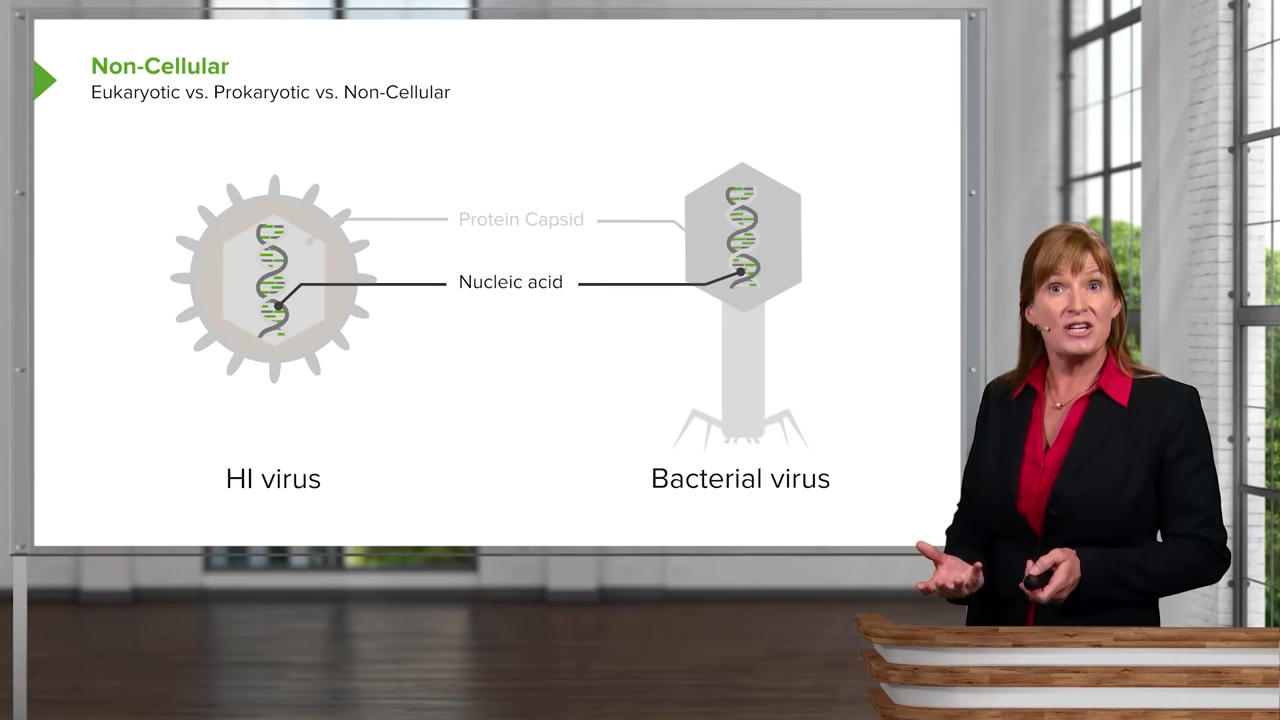 Non-Cellular
Eukaryotic vs. Prokaryotic vs. Non-Cellular
Protein Capsid
Nucleic acid
HI virus
Bacterial virus